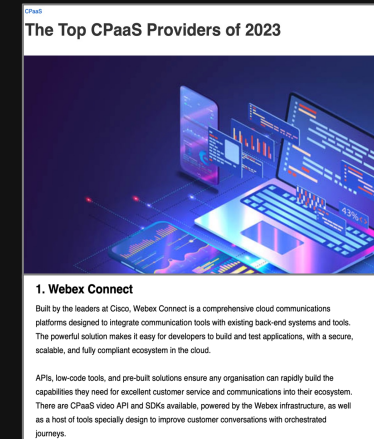 CPaaS
The Top CPaaS Providers of 2023
43%
1. Webex Connect
Built by the leaders at Cisco, Webex Connect is a comprehensive cloud communications
platforms designed to integrate communication tools with existing back-end systems and tools.
The powerful solution makes it easy for developers to build and test applications, with a secure,
scalable, and fully compliant ecosystem in the cloud.
APIs, low-code tools, and pre-built solutions ensure any organisation can rapidly build the
capabilities they need for excellent customer service and communications into their ecosystem.
There are CPaaS video API and SDKs available, powered by the Webex infrastructure, as well
as a host of tools specially design to improve customer conversations with orchestrated
journeys.